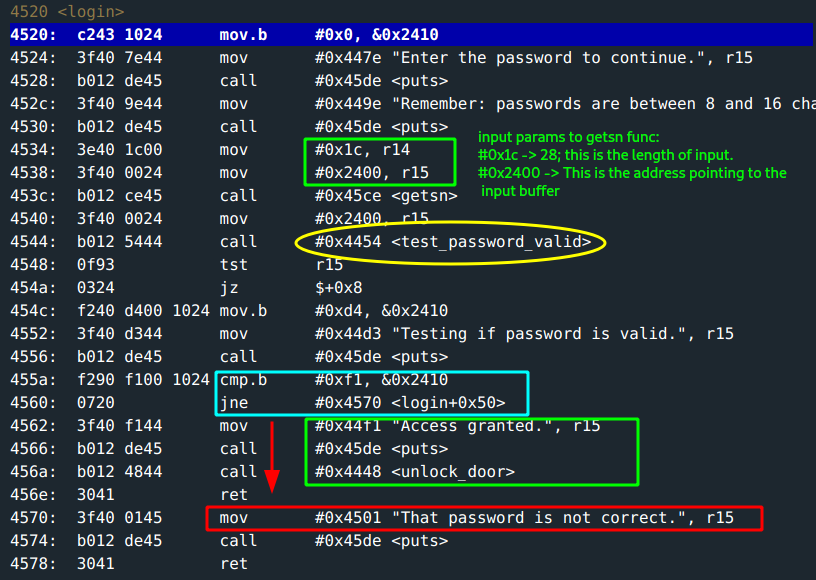 4520 <login>
4520: c243 1024 mov.b #0x0, &0x2410
4524: 3f40 7e44 mov #0x447e "Enter the password to continue.", r15
4528: b012 de45 call #0x45de <puts>
452c: 3f40 9e44 mov #0x449e "Remember: passwords are between 8 and 16 cha
4530: b012 de45 call #0x45de <puts>
4534: 3e40 1c00 mov #0x1c, r14
4538: 3f40 0024 mov #0x2400, r15
453c: b012 ce45 call #0x45ce <getsn>
4540: 3f40 0024 mov #0x2400, r15
4544: b012 5444 call #0x4454 <test_password_valid>
4548: 0f93 tst r15
454a: 0324 jz $+0x8
454c: f240 d400 1024 mov.b #0xd4, &0x2410
4552: 3f40 d344 mov #0x44d3 "Testing if password is valid.", r15
4556: b012 de45 call #0x45de <puts>
455a: f290 f100 1024 cmp.b #0xf1, &0x2410
4560: 0720 jne #0x4570 <login+0x50>
4562: 3f40 f144 mov #0x44f1 "Access granted.", r15
4566: b012 de45 call #0x45de <puts>
456a: b012 4844 call #0x4448 <unlock_door>
456e: 3041 ret
4570: 3f40 0145 mov #0x4501 "That password is not correct.", r15
4574: b012 de45 call #0x45de <puts>
4578: 3041 ret
input params to getsn func:
#0x1c -> 28; this is the length of input.
#0x2400 -> This is the address pointing to the
input buffer